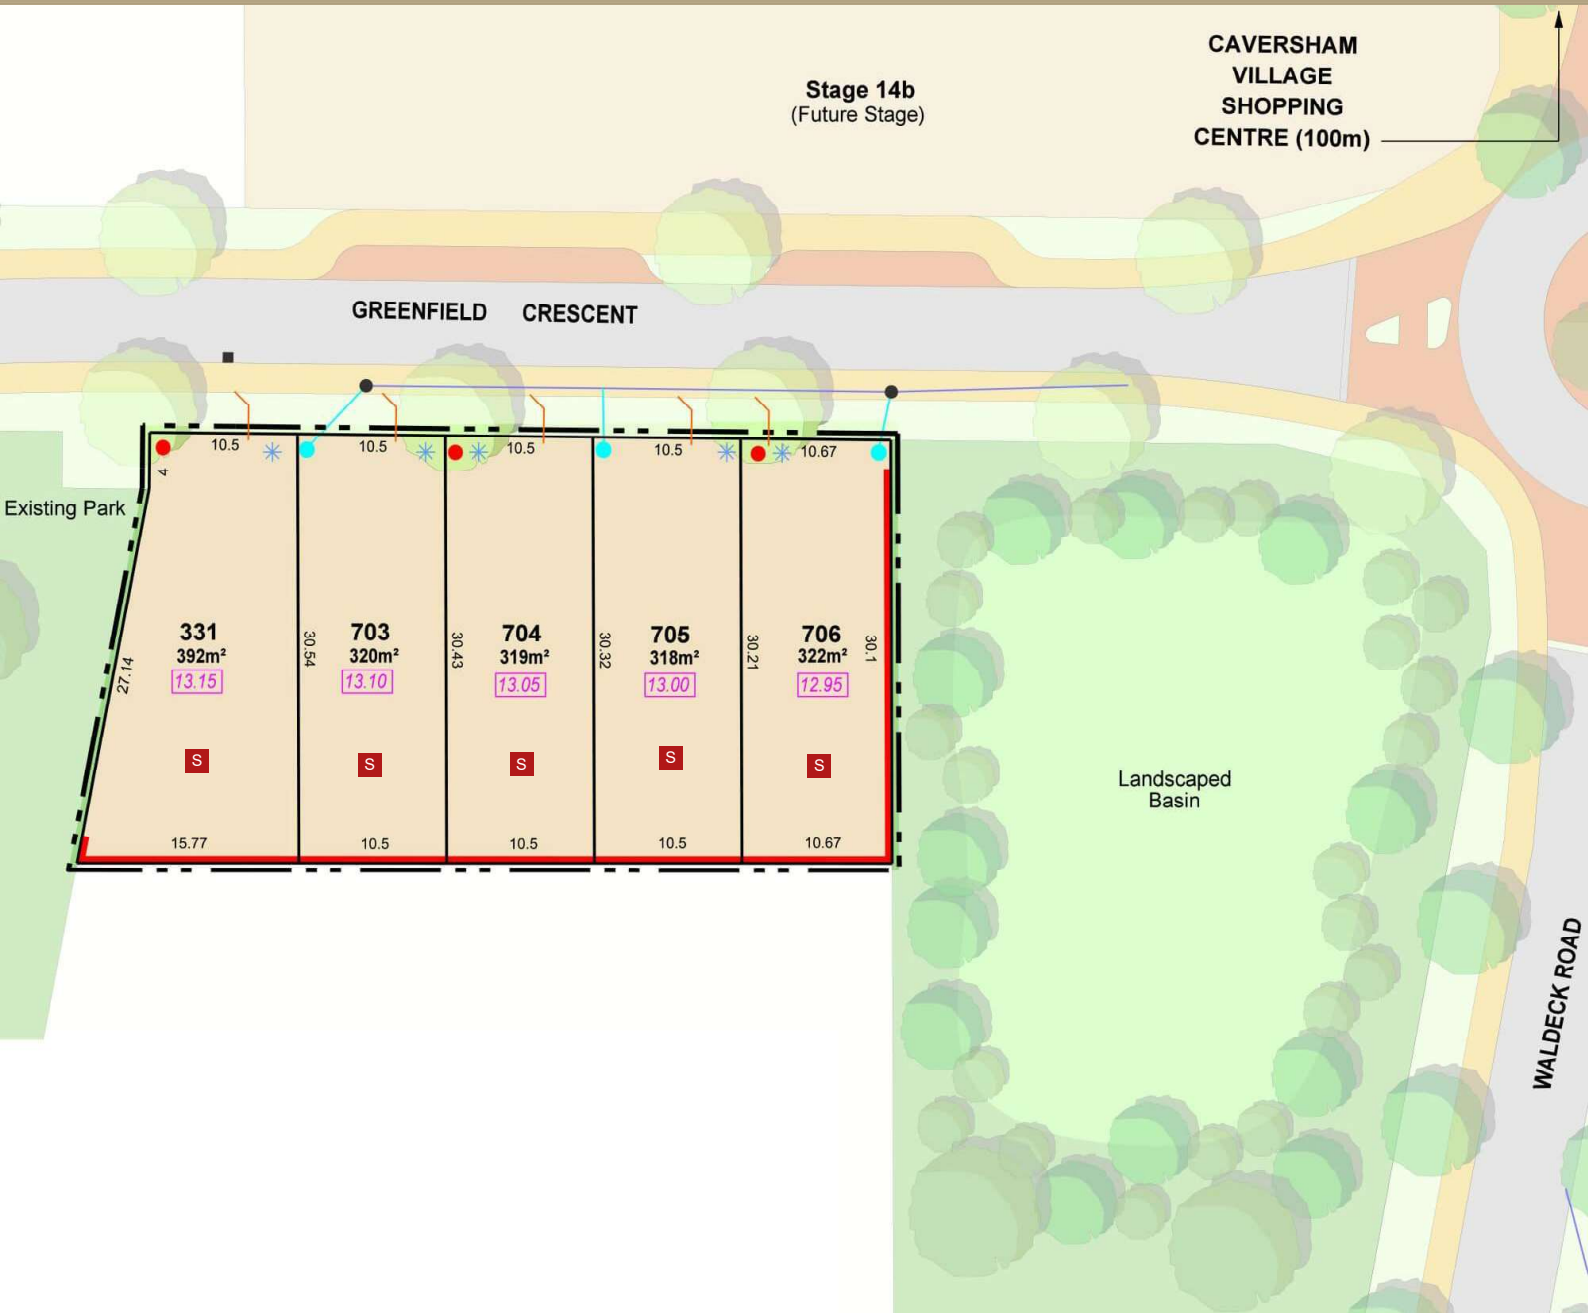 CAVERSHAM
VILLAGE
SHOPPING
CENTRE (100m)
Stage 14b
(Future Stage)
GREENFIELD CRESCENT
10.5
10.5
10.5
10.5
10.67
4
Existing Park
331
392m²
13.15
703
320m²
13.10
704
319m²
13.05
705
318m²
13.00
706
322m²
12.95
27.14
30.54
30.43
30.32
30.21
30.1
S
S
S
S
S
15.77
10.5
10.5
10.5
10.67
Landscaped
Basin
WALDECK ROAD